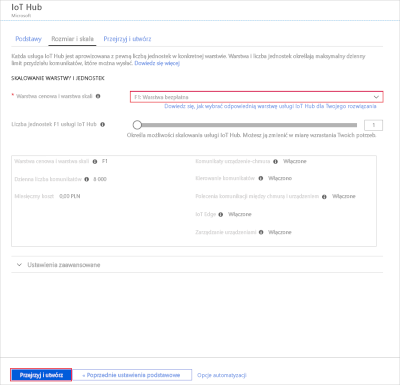 IoT Hub
Microsoft
Podstawy Rozmiar i skala Przejrzyj i utwórz
Każda usługa IoT Hub jest aprowizowana z pewną liczbą jednostek w konkretnej warstwie. Warstwa i liczba jednostek określają maksymalny dzienny
limit przydziału komunikatów, które można wysłać. Dowiedz się więcej
SKALOWANIE WARSTWY I JEDNOSTEK
* Warstwa cenowa i warstwa skali F1: Warstwa bezpłatna
Dowiedz się, jak wybrać odpowiednią warstwę usługi IoT Hub dla Twojego rozwiązania
Liczba jednostek F1 usługi IoT Hub 1
Określa możliwości skalowania usługi IoT Hub. Możesz ją zmienić w miarę wzrastania Twoich potrzeb.
Warstwa cenowa i warstwa skali F1
Dzienna liczba komunikatów 8 000
Miesięczny koszt 0,00 PLN
Komunikaty urządzenie-chmura Włączone
Kierowanie komunikatów Włączone
Polecenia komunikacji między chmurą i urządzeniem Włączone
IoT Edge Włączone
Zarządzanie urządzeniami Włączone
Ustawienia zaawansowane
Przejrzyj i utwórz « Poprzednie: ustawienia podstawowe Opcje automatyzacji